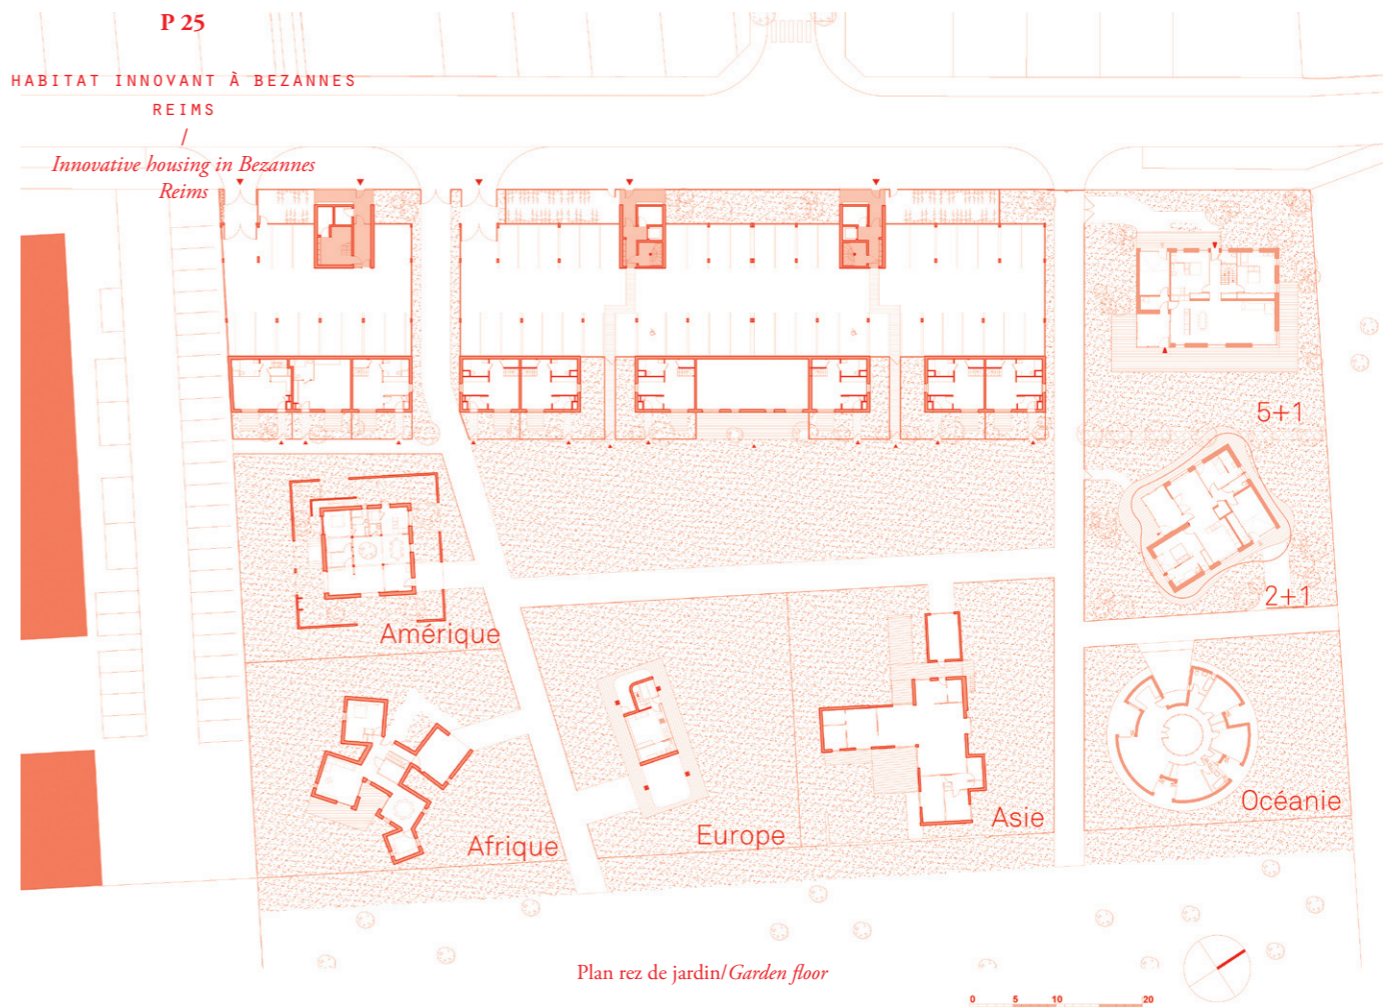 P 25
HABITAT INNOVANT À BEZANNES
REIMS
/
Innovative housing in Bezannes
Reims
5+1
2+1
Amérique
Océanie
Asie
Europe
Afrique
Plan rez de jardin/Garden floor
0 5 10 20